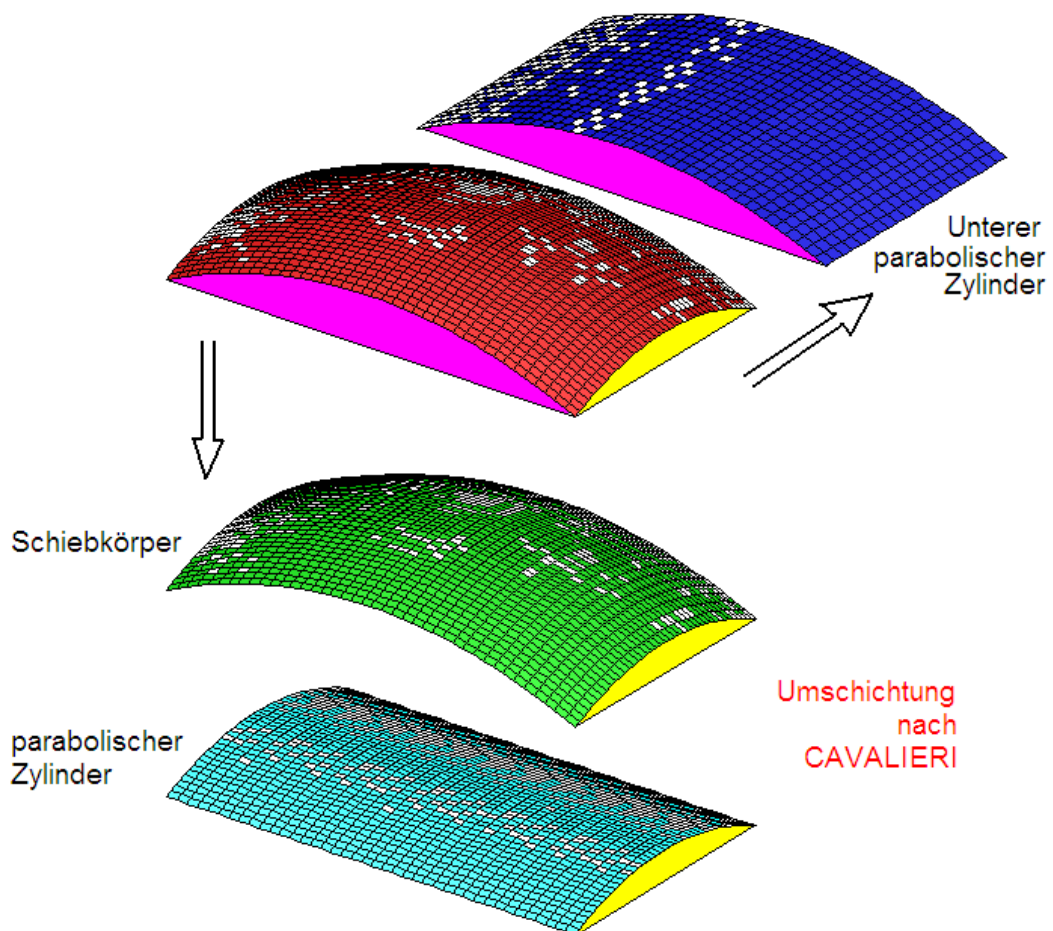 Unterer
parabolischer
Zylinder
Schiebkörper
Umschichtung
nach
CAVALIERI
parabolischer
Zylinder